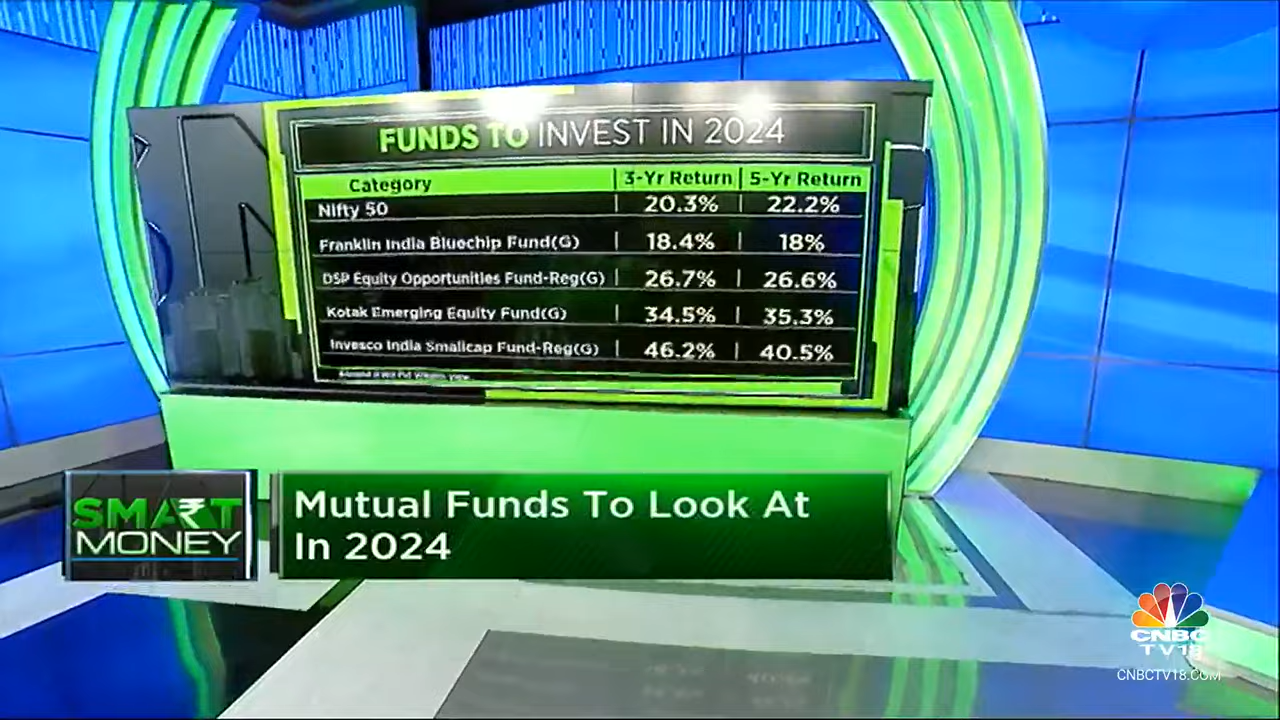 FUNDS TO INVEST IN 2024
Category 3-Yr Return 5-Yr Return
Nifty 50 20.3% 22.2%
Franklin India Bluechip Fund(G) 18.4% 18%
DSP Equity Opportunities Fund-Reg(G) 26.7% 26.6%
Kotak Emerging Equity Fund(G) 34.5% 35.3%
Invesco India Smallcap Fund-Reg(G) 46.2% 40.5%
SMA₹T
MONEY
Mutual Funds To Look At
In 2024
CNBC
TV18
CNBCTV18.COM